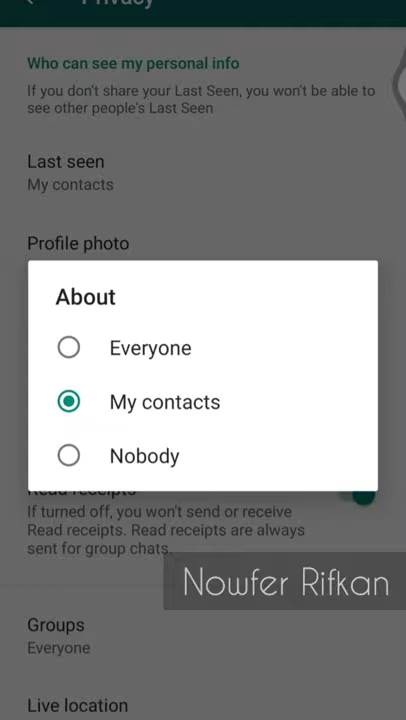 Privacy
Who can see my personal info
If you don't share your Last Seen, you won't be able to
see other people's Last Seen
Last seen
My contacts
Profile photo
About
Everyone
My contacts
Nobody
Read receipts
If turned off, you won't send or receive
Read receipts. Read receipts are always
sent for group chats.
Nowfer Rifkan
Groups
Everyone
Live location